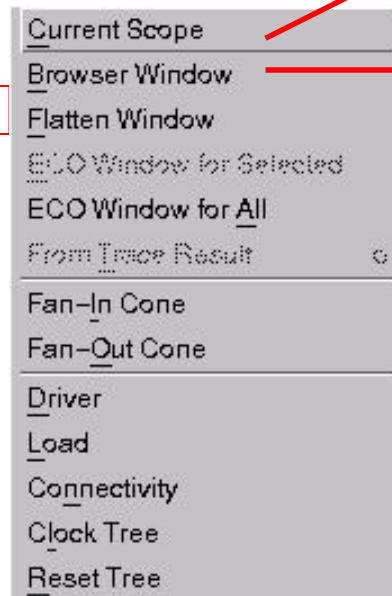 Current Scope
Browser Window
Flatten Window
ECO Window for Selected
ECO Window for All
From Trace Result c
Fan-In Cone
Fan-Out Cone
Driver
Load
Connectivity
Clock Tree
Reset Tree